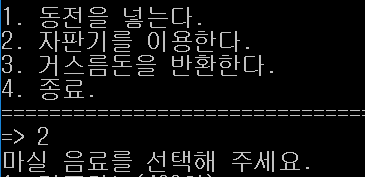 1. 동전을 넣는다.
2. 자판기를 이용한다.
3. 거스름돈을 반환한다.
4. 종료.
========================================
=> 2
마실 음료를 선택해 주세요.